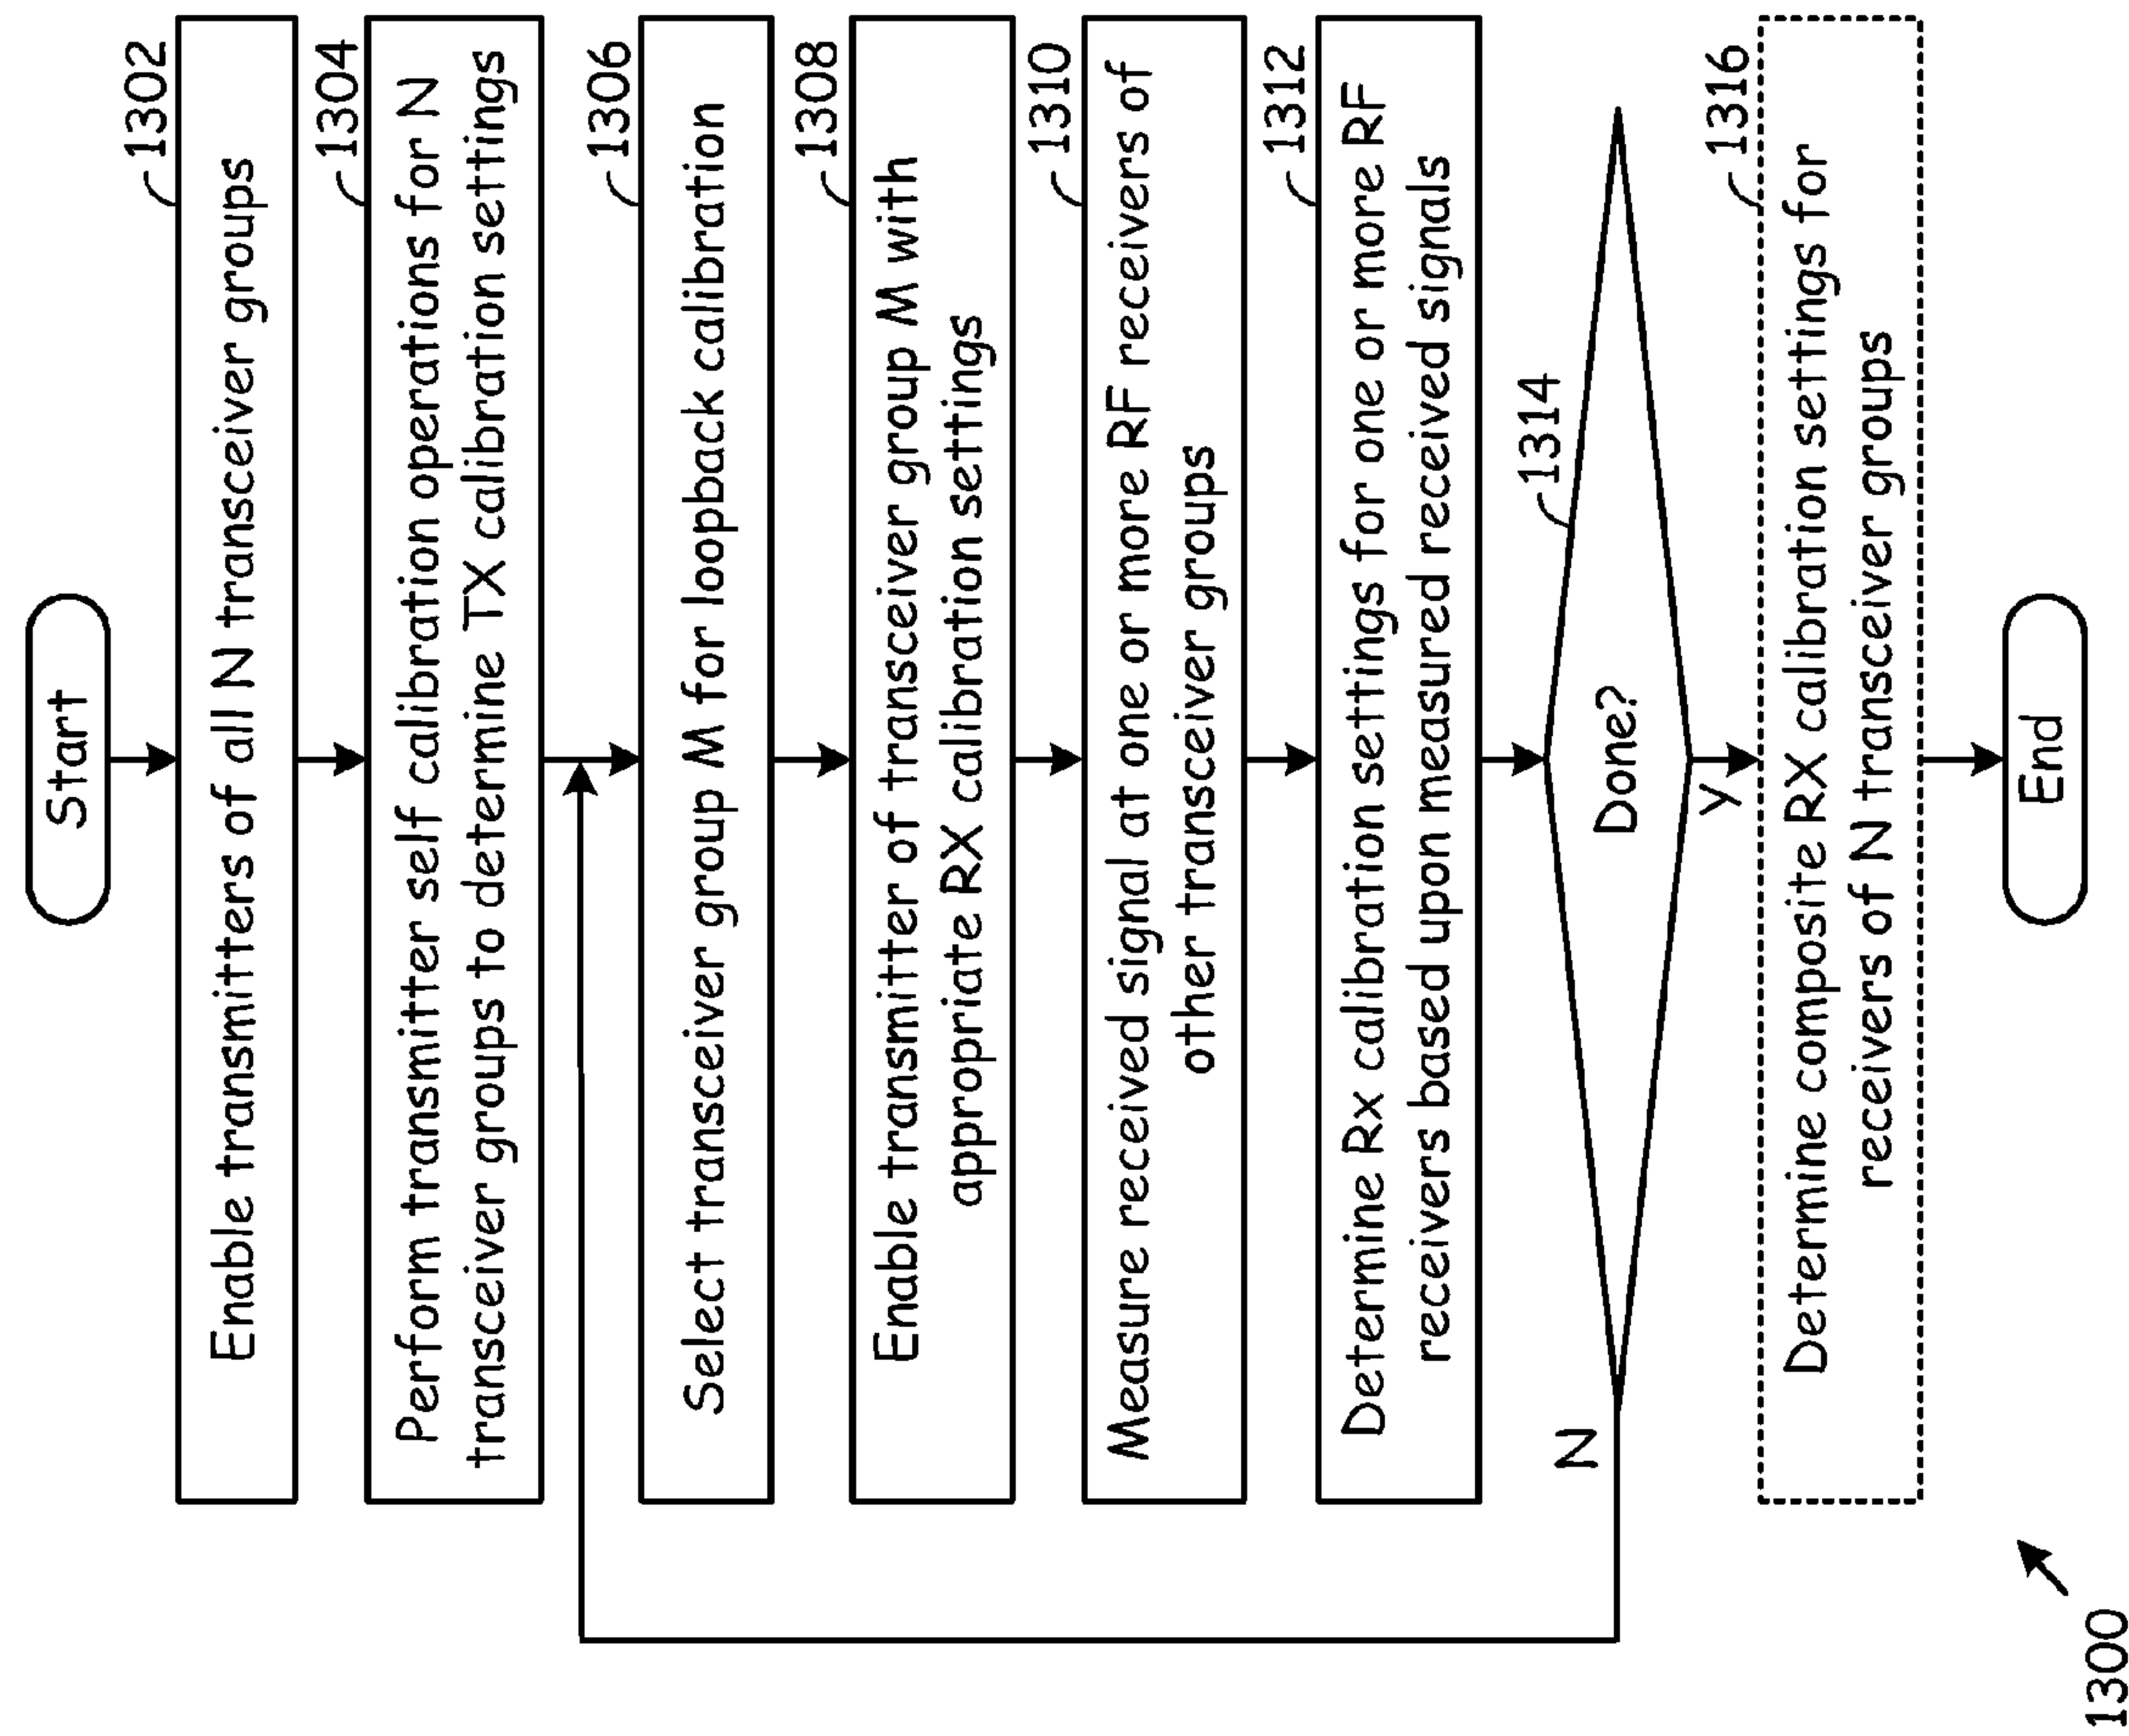 Start
1302
Enable transmitters of all N transceiver groups
1304
Perform transmitter self calibration operations for N
transceiver groups to determine TX calibration settings
1306
Select transceiver group M for loopback calibration
1308
Enable transmitter of transceiver group M with
appropriate RX calibration settings
1310
Measure received signal at one or more RF receivers of
other transceiver groups
1312
Determine Rx calibration settings for one or more RF
receivers based upon measured received signals
1314
Done?
N
Y
1316
Determine composite RX calibration settings for
receivers of N transceiver groups
End
1300